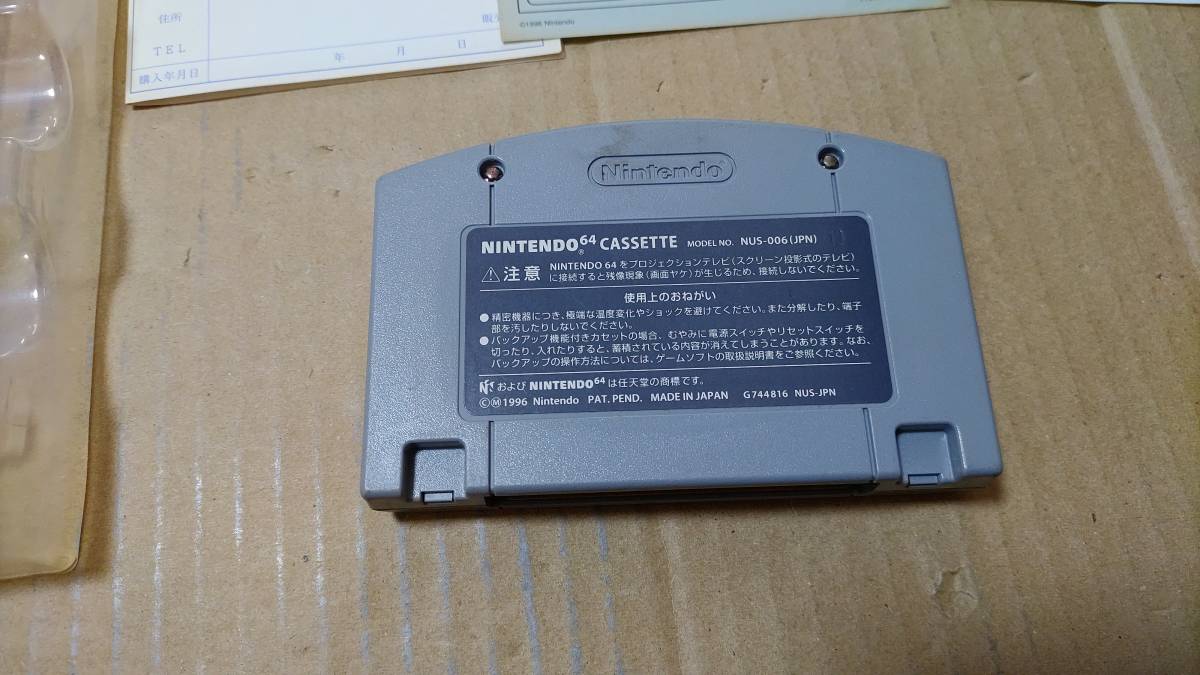 住所
TEL
年 月 日
購入年月日
©1996 Nintendo
Nintendo
NINTENDO64® CASSETTE MODEL NO. NUS-006(JPN)
⚠注意 NINTENDO 64をプロジェクションテレビ(スクリーン投影式のテレビ)
に接続すると残像現象(画面ヤケ)が生じるため、接続しないでください。
使用上のおねがい
●精密機器につき、極端な温度変化やショックを避けてください。また分解したり、端子
部を汚したりしないでください。
●バックアップ機能付きカセットの場合、むやみに電源スイッチやリセットスイッチを
切ったり、入れたりすると、蓄積されている内容が消えてしまうことがあります。なお、
バックアップの操作方法については、ゲームソフトの取扱説明書をご参照ください。
および NINTENDO64は任天堂の商標です。
ⒸⓂ1996 Nintendo PAT. PEND. MADE IN JAPAN G744816 NUS-JPN